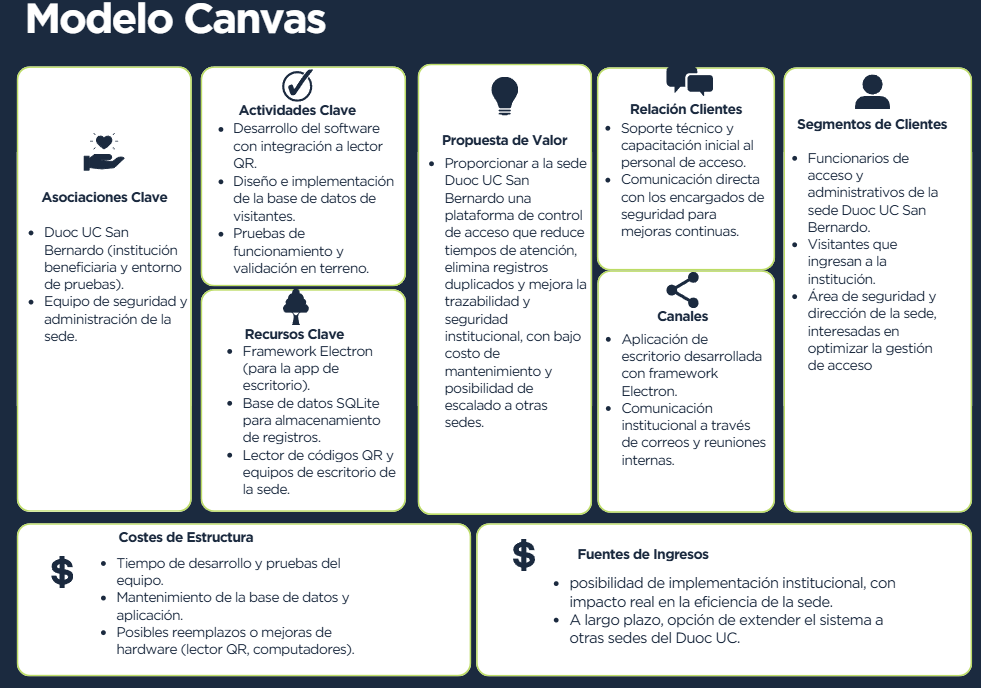 Modelo Canvas
Asociaciones Clave
• Duoc UC San
Bernardo (institución
beneficiaria y entorno
de pruebas).
• Equipo de seguridad y
administración de la
sede.
Actividades Clave
• Desarrollo del software
con integración a lector
QR.
• Diseño e implementación
de la base de datos de
visitantes.
• Pruebas de
funcionamiento y
validación en terreno.
Recursos Clave
• Framework Electron
(para la app de
escritorio).
• Base de datos SQLite
para almacenamiento
de registros.
• Lector de códigos QR y
equipos de escritorio de
la sede.
Propuesta de Valor
• Proporcionar a la sede
Duoc UC San
Bernardo una
plataforma de control
de acceso que reduce
tiempos de atención,
elimina registros
duplicados y mejora la
trazabilidad y
seguridad
institucional, con bajo
costo de
mantenimiento y
posibilidad de
escalado a otras
sedes.
Relación Clientes
• Soporte técnico y
capacitación inicial al
personal de acceso.
• Comunicación directa
con los encargados de
seguridad para
mejoras continuas.
Canales
• Aplicación de
escritorio desarrollada
con framework
Electron.
• Comunicación
institucional a través
de correos y reuniones
internas.
Segmentos de Clientes
• Funcionarios de
acceso y
administrativos de la
sede Duoc UC San
Bernardo.
• Visitantes que
ingresan a la
institución.
• Área de seguridad y
dirección de la sede,
interesadas en
optimizar la gestión
de acceso
$
Costes de Estructura
• Tiempo de desarrollo y pruebas del
equipo.
• Mantenimiento de la base de datos y
aplicación.
• Posibles reemplazos o mejoras de
hardware (lector QR, computadores).
$
Fuentes de Ingresos
• posibilidad de implementación institucional, con
impacto real en la eficiencia de la sede.
• A largo plazo, opción de extender el sistema a
otras sedes del Duoc UC.